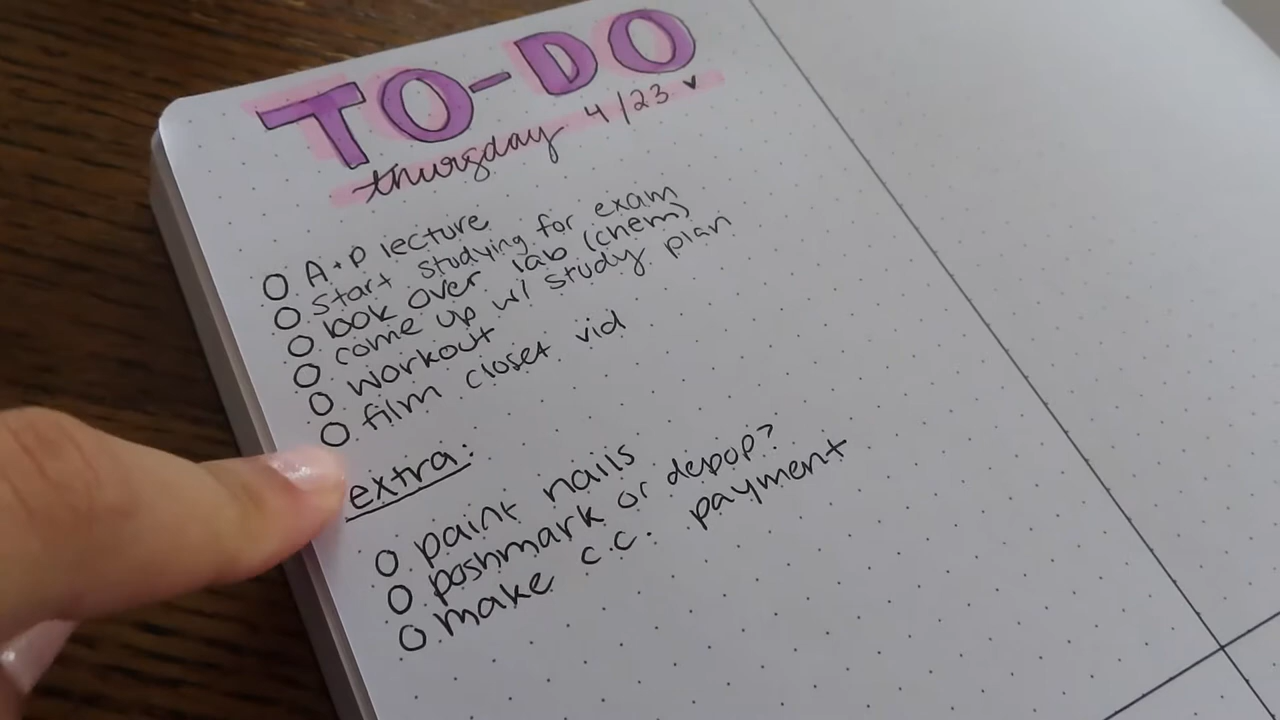 TO-DO
thursday 4/23
A+P lecture
start studying for exam
look over lab (chem)
come up w/ study plan
workout
film closet vid
extra:
paint nails
poshmark or depop?
make c.c. payment